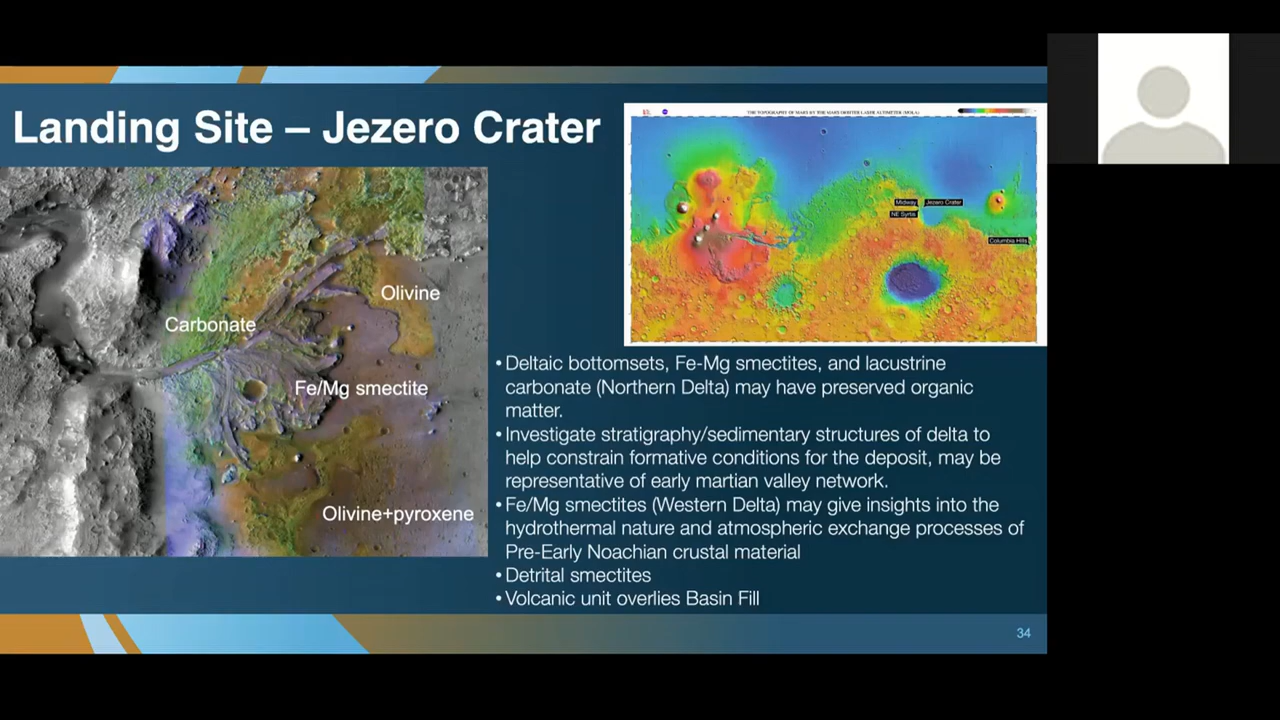 Landing Site – Jezero Crater
THE TOPOGRAPHY OF MARS BY THE MARS ORBITER LASER ALTIMETER (MOLA)
Midway
Jezero Crater
NE Syrtis
Columbia Hills
Olivine
Carbonate
Fe/Mg smectite
Olivine+pyroxene
• Deltaic bottomsets, Fe-Mg smectites, and lacustrine
carbonate (Northern Delta) may have preserved organic
matter.
• Investigate stratigraphy/sedimentary structures of delta to
help constrain formative conditions for the deposit, may be
representative of early martian valley network.
• Fe/Mg smectites (Western Delta) may give insights into the
hydrothermal nature and atmospheric exchange processes of
Pre-Early Noachian crustal material
• Detrital smectites
• Volcanic unit overlies Basin Fill
34